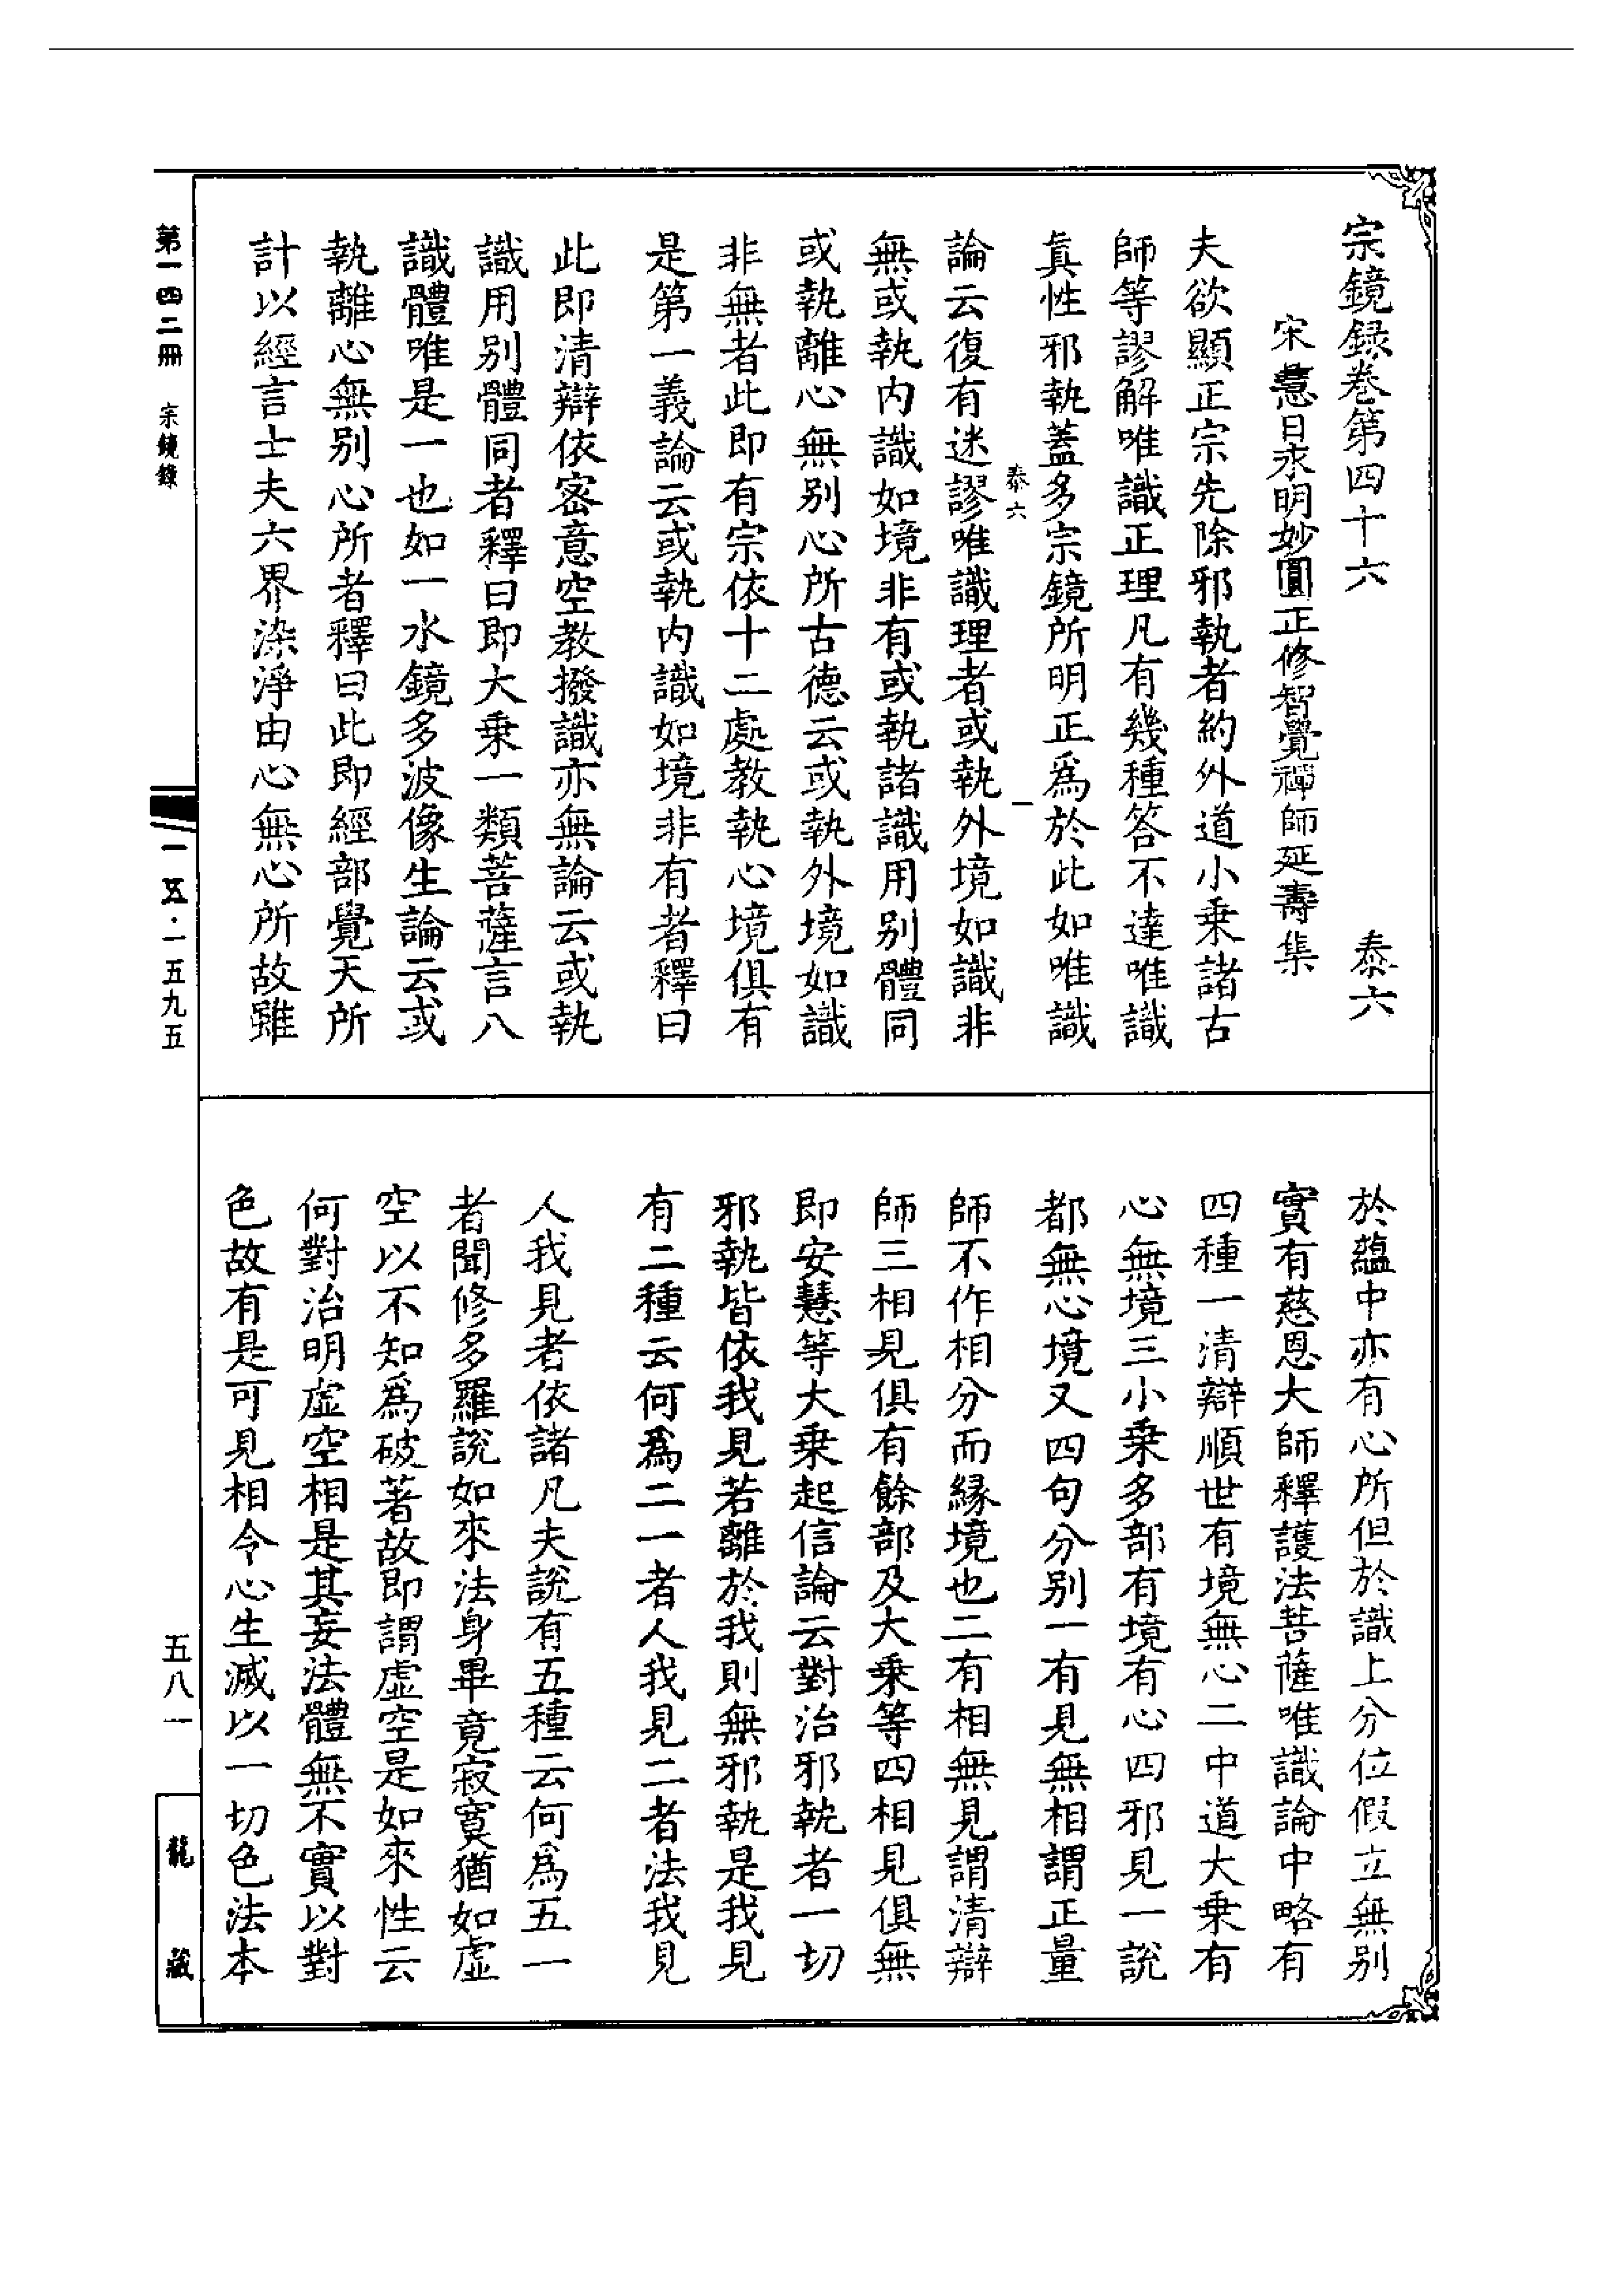 宗鏡録卷第四十六　泰六
宋慧日永明妙圓正修智覺禪師延壽集
夫欲顯正宗先除邪執者約外道小乗諸古
師等謬解唯識正理凡有幾種答不達唯識
真性邪執蓋多宗鏡所明正爲於此如唯識
泰六　一
論云復有迷謬唯識理者或執外境如識非
無或執内識如境非有或執諸識用别體同
或執離心無别心所古德云或執外境如識
非無者此即有宗依十二處教執心境俱有
是第一義論云或執内識如境非有者釋曰
此即清辯依密意空教撥識亦無論云或執
識用别體同者釋曰即大乗一類菩薩言八
識體唯是一也如一水鏡多波像生論云或
執離心無别心所者釋曰此即經部覺天所
計以經言士夫六界染淨由心無心所故雖
於藴中亦有心所但於識上分位假立無别
實有慈恩大師釋護法菩薩唯識論中略有
四種一清辯順世有境無心二中道大乗有
心無境三小乗多部有境有心四邪見一說
都無心境又四句分别一有見無相謂正量
師不作相分而縁境也二有相無見謂清辯
師三相見俱有餘部及大乗等四相見俱無
即安慧等大乗起信論云對治邪執者一切
邪執皆依我見若離於我則無邪執是我見
有二種云何爲二一者人我見二者法我見
人我見者依諸凡夫說有五種云何爲五一
者聞修多羅說如來法身畢竟寂寞猶如虚
空以不知爲破著故即謂虚空是如來性云
何對治明虚空相是其妄法體無不實以對
色故有是可見相令心生滅以一切色法本
第一四二冊　宗鏡錄
一五·一五九五
五八一
龍藏